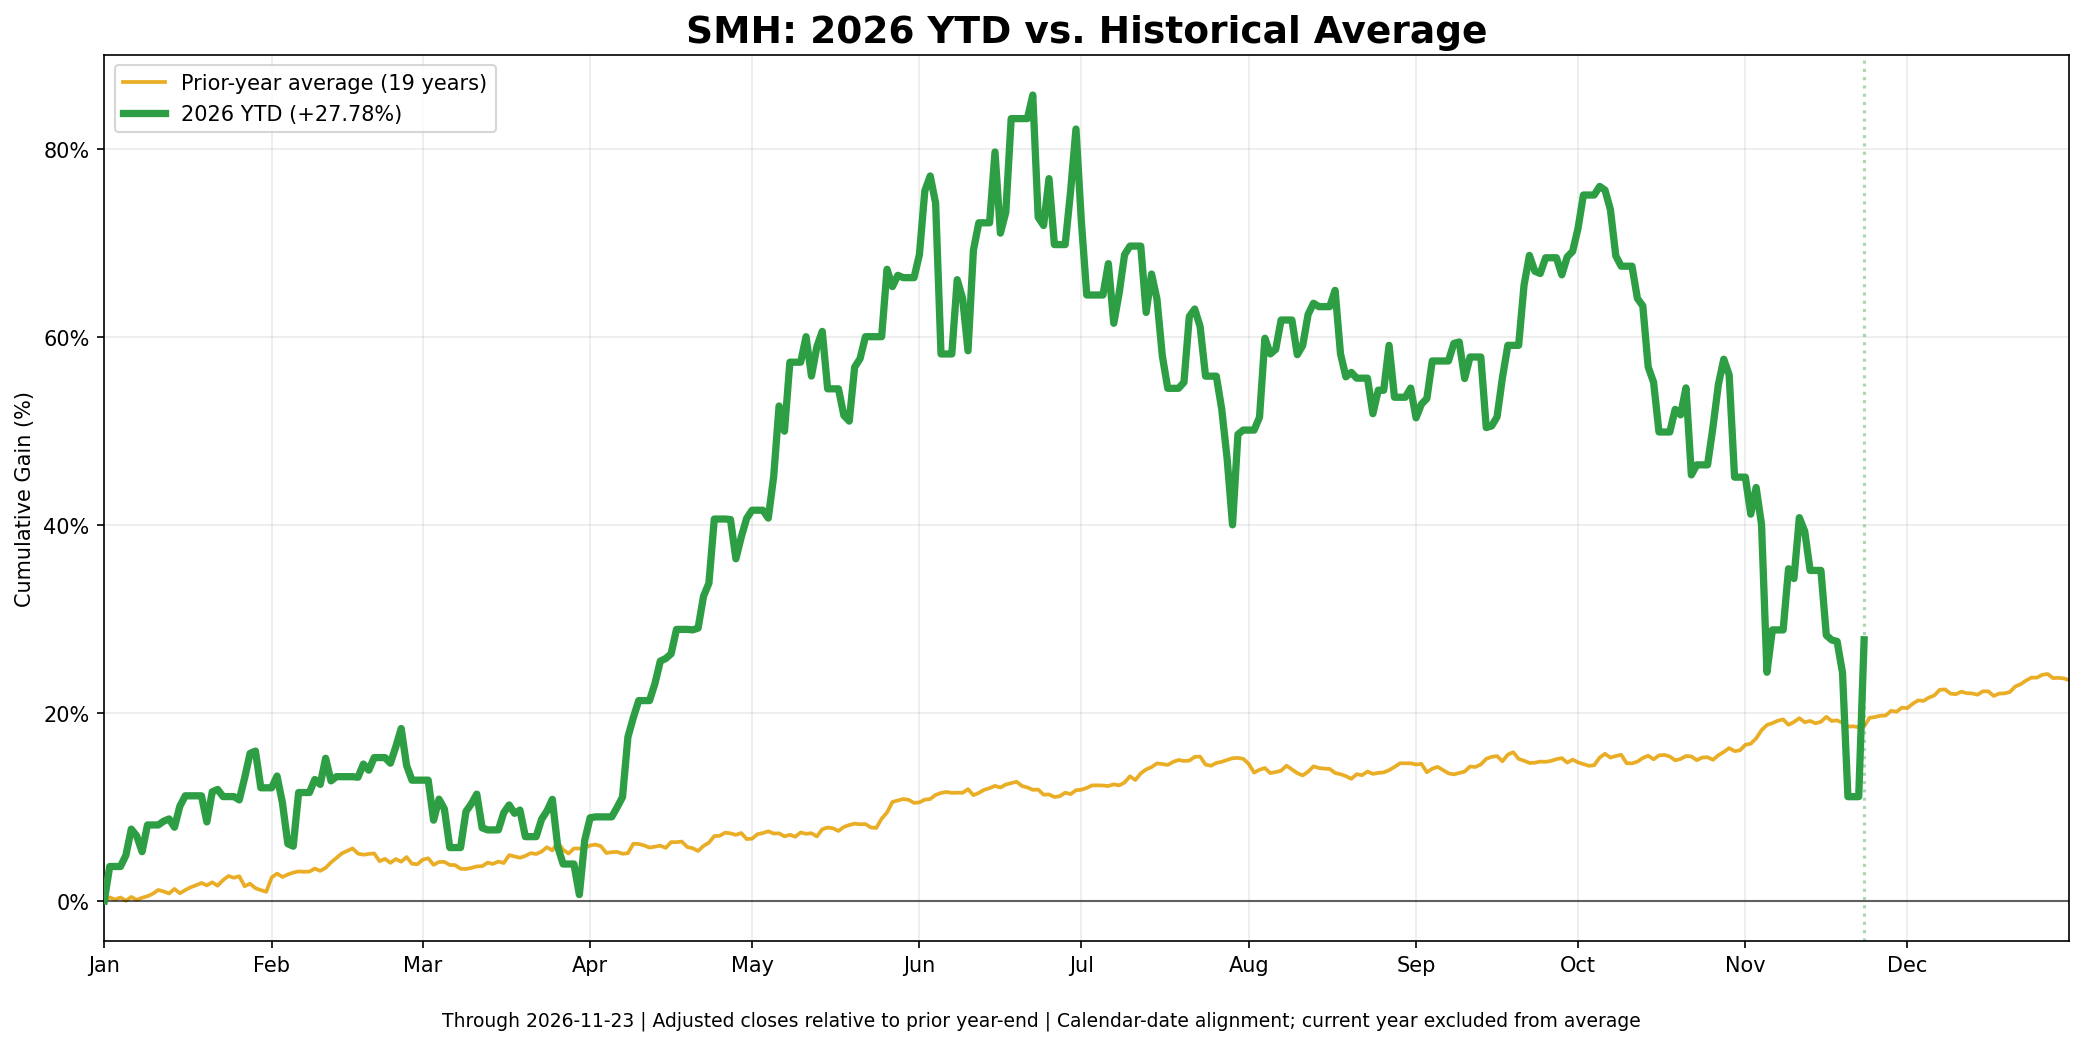 SMH: 2026 YTD vs. Historical Average
Prior-year average (19 years)
2026 YTD (+27.78%)
Cumulative Gain (%)
80%
60%
40%
20%
0%
Jan Feb Mar Apr May Jun Jul Aug Sep Oct Nov Dec
Through 2026-11-23 | Adjusted closes relative to prior year-end | Calendar-date alignment; current year excluded from average